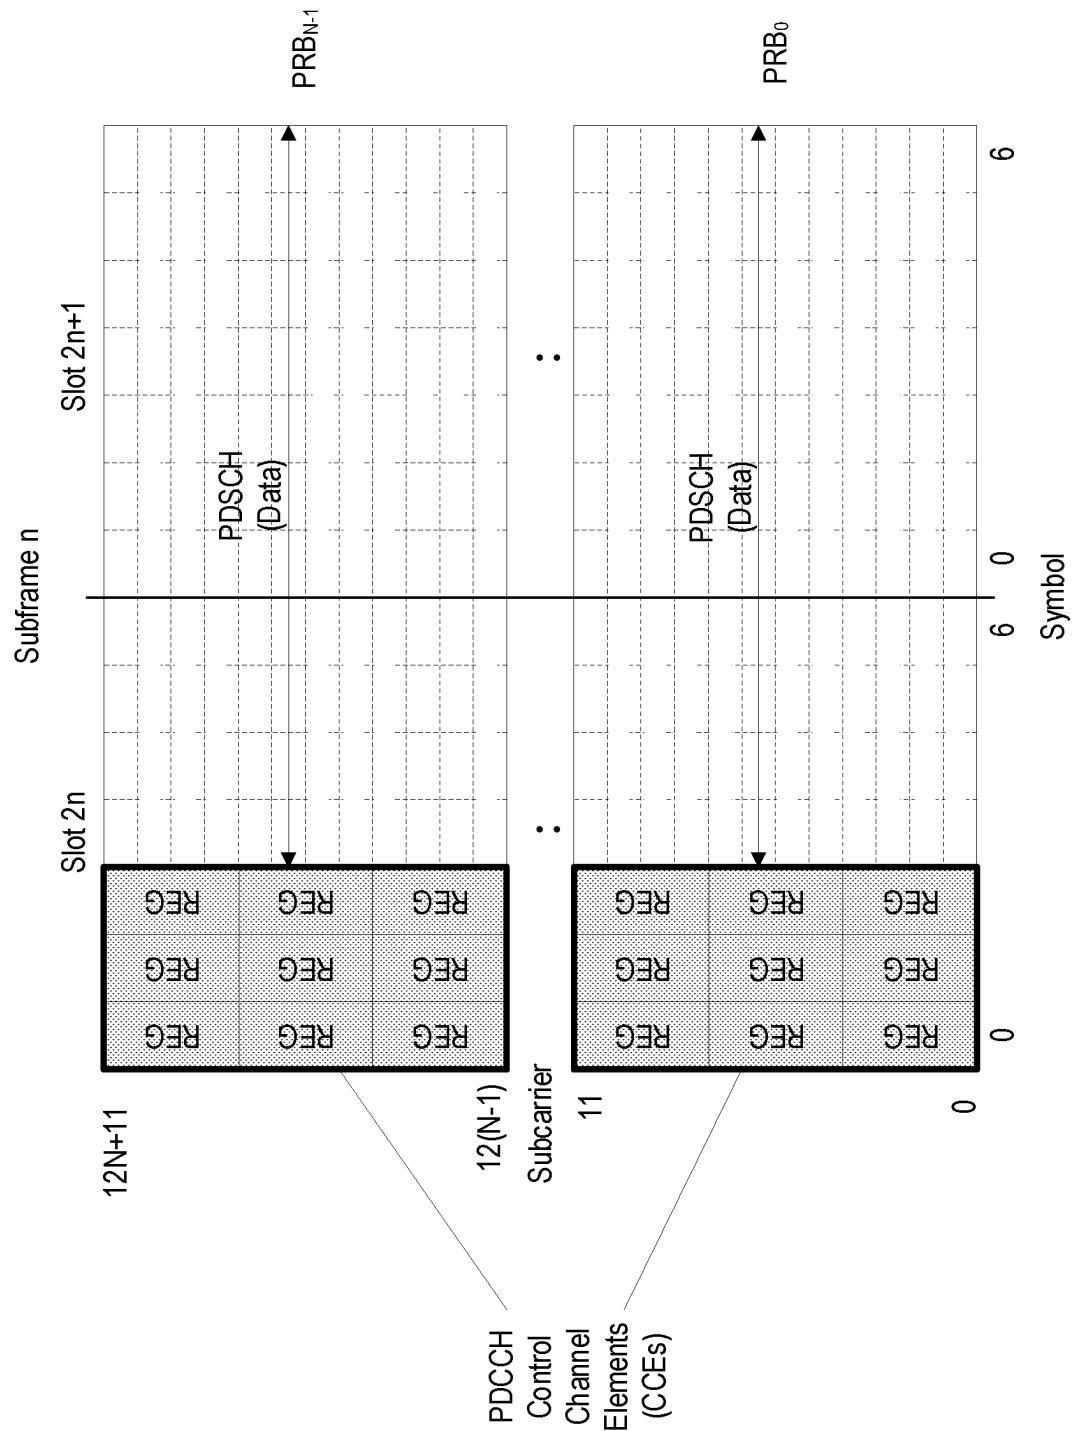 Subframe n
Slot 2n
Slot 2n+1
12N+11
REG REG REG
REG REG REG
REG REG REG
PDSCH
(Data)
PRBN-1
12(N-1)
Subcarrier
: :
11
REG REG REG
REG REG REG
REG REG REG
PDSCH
(Data)
PRB0
0
0 6 0 6
Symbol
PDCCH
Control
Channel
Elements
(CCEs)